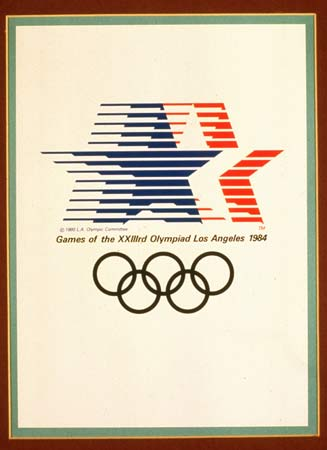 © 1980 L.A. Olympic Committee
TM
Games of the XXIIIrd Olympiad Los Angeles 1984